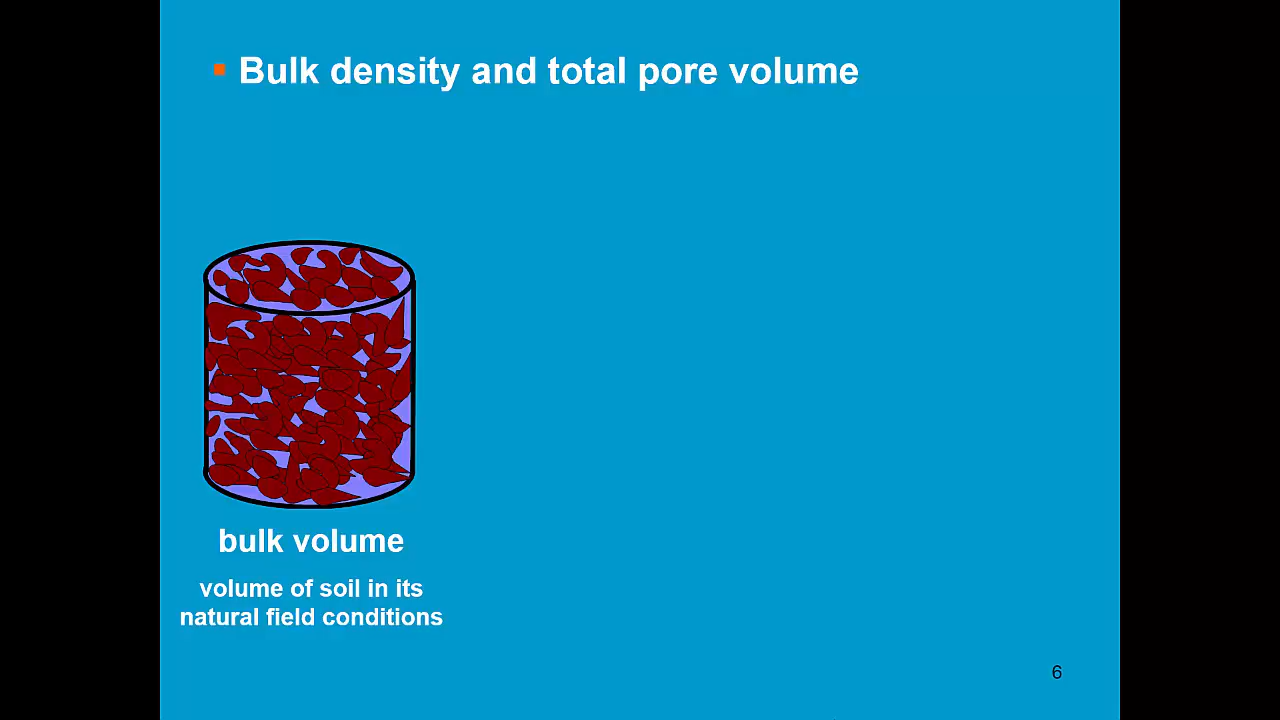 Bulk density and total pore volume
bulk volume
volume of soil in its
natural field conditions
6